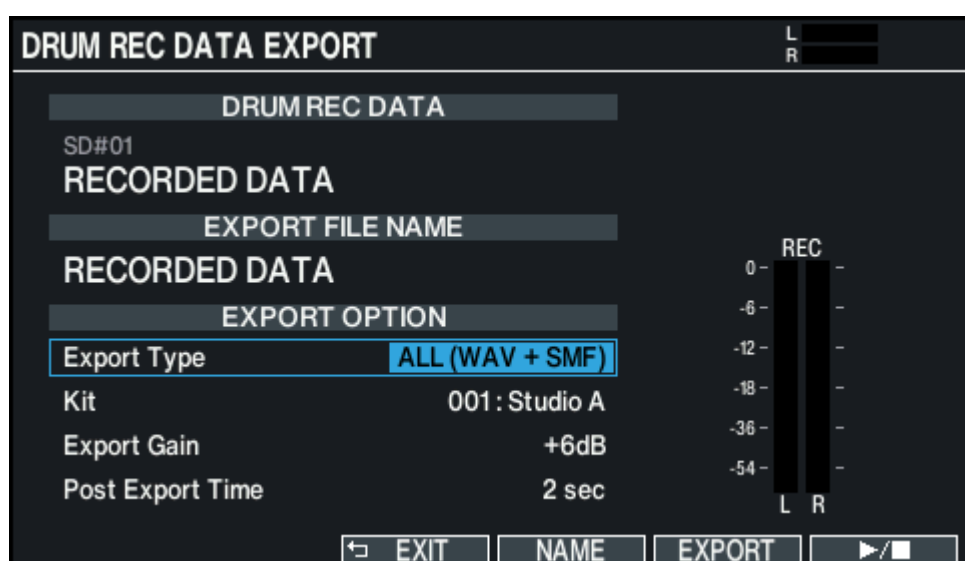 DRUM REC DATA EXPORT
L
R
DRUM REC DATA
SD#01
RECORDED DATA
EXPORT FILE NAME
RECORDED DATA
EXPORT OPTION
Export Type ALL (WAV + SMF)
Kit 001: Studio A
Export Gain +6dB
Post Export Time 2 sec
REC
0
-6
-12
-18
-36
-54
L R
EXIT NAME EXPORT ▶/■